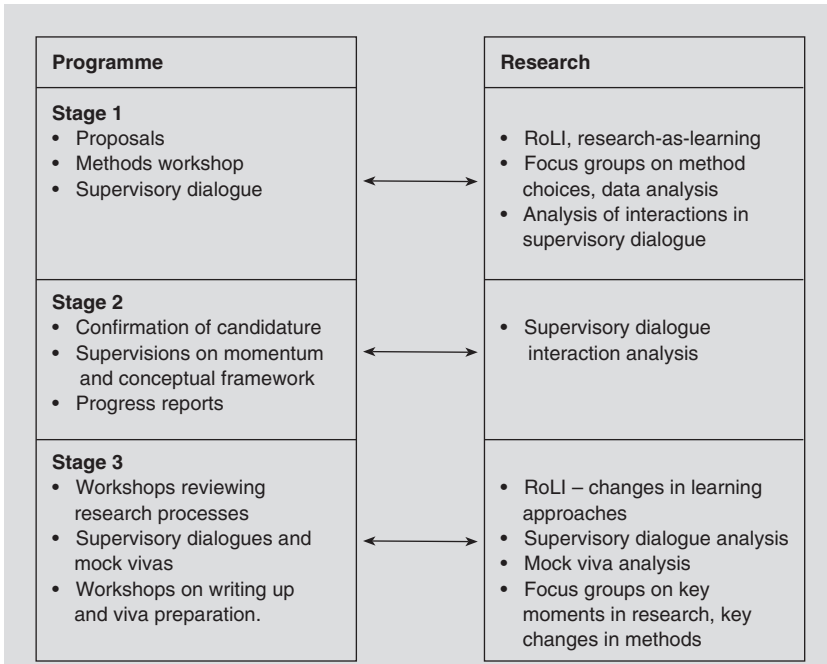 Programme
Stage 1
• Proposals
• Methods workshop
• Supervisory dialogue
Stage 2
• Confirmation of candidature
• Supervisions on momentum
and conceptual framework
• Progress reports
Stage 3
• Workshops reviewing
research processes
• Supervisory dialogues and
mock vivas
• Workshops on writing up
and viva preparation.
Research
• RoLI, research-as-learning
• Focus groups on method
choices, data analysis
• Analysis of interactions in
supervisory dialogue
• Supervisory dialogue
interaction analysis
• RoLI – changes in learning
approaches
• Supervisory dialogue analysis
• Mock viva analysis
• Focus groups on key
moments in research, key
changes in methods